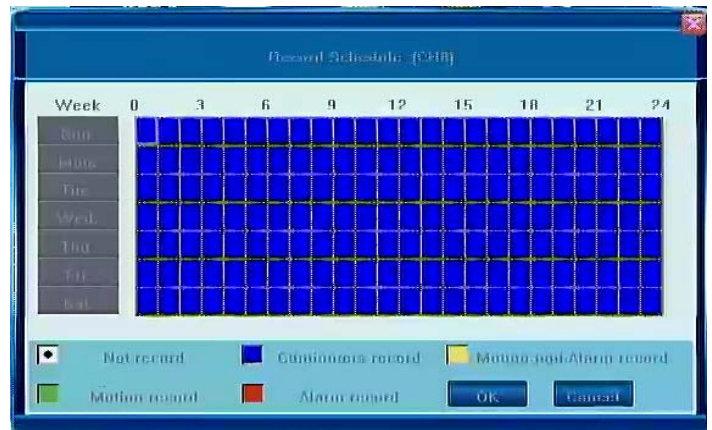 Record Schedule (CH8)
Week 0 3 6 9 12 15 18 21 24
Sun
Mon
Tue
Wed.
Thu
Fri
Sat
Not record Continuous record Motion and Alarm record
Motion record Alarm record OK Cancel